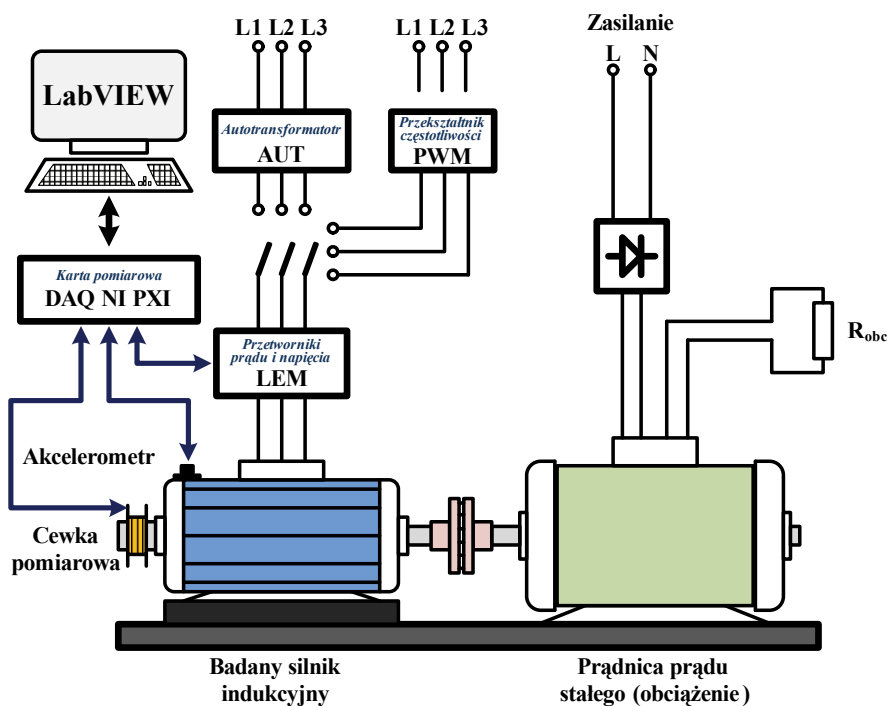 L1 L2 L3
L1 L2 L3
Zasilanie
L N
LabVIEW
Autotransformatotr
AUT
Przekształtnik
częstotliwości
PWM
Karta pomiarowa
DAQ NI PXI
Przetworniki
prądu i napięcia
LEM
Robc
Akcelerometr
Cewka
pomiarowa
Badany silnik
indukcyjny
Prądnica prądu
stałego (obciążenie)